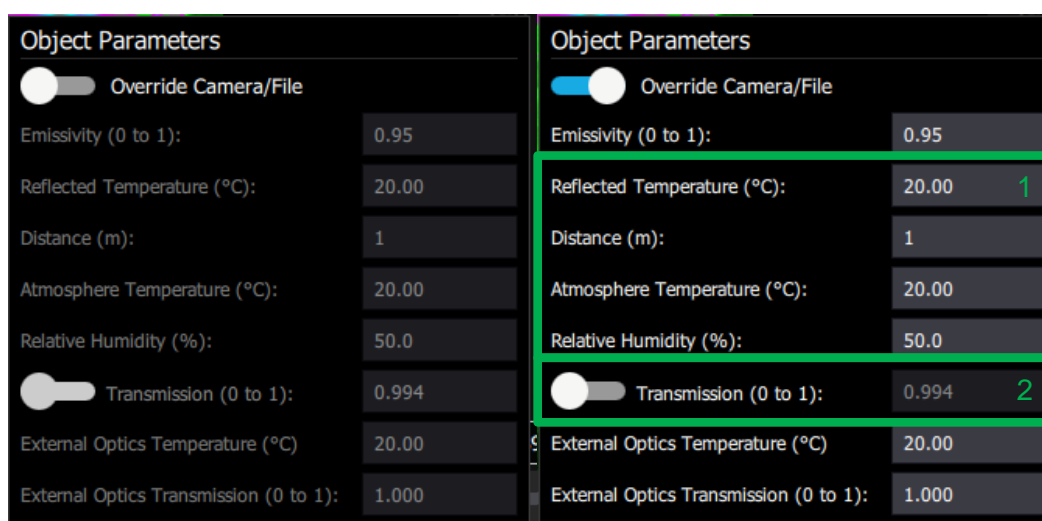 Object Parameters
Override Camera/File
Emissivity (0 to 1): 0.95
Reflected Temperature (°C): 20.00
Distance (m): 1
Atmosphere Temperature (°C): 20.00
Relative Humidity (%): 50.0
Transmission (0 to 1): 0.994
External Optics Temperature (°C) 20.00
External Optics Transmission (0 to 1): 1.000
Object Parameters
Override Camera/File
Emissivity (0 to 1): 0.95
Reflected Temperature (°C): 20.00 1
Distance (m): 1
Atmosphere Temperature (°C): 20.00
Relative Humidity (%): 50.0
Transmission (0 to 1): 0.994 2
External Optics Temperature (°C) 20.00
External Optics Transmission (0 to 1): 1.000